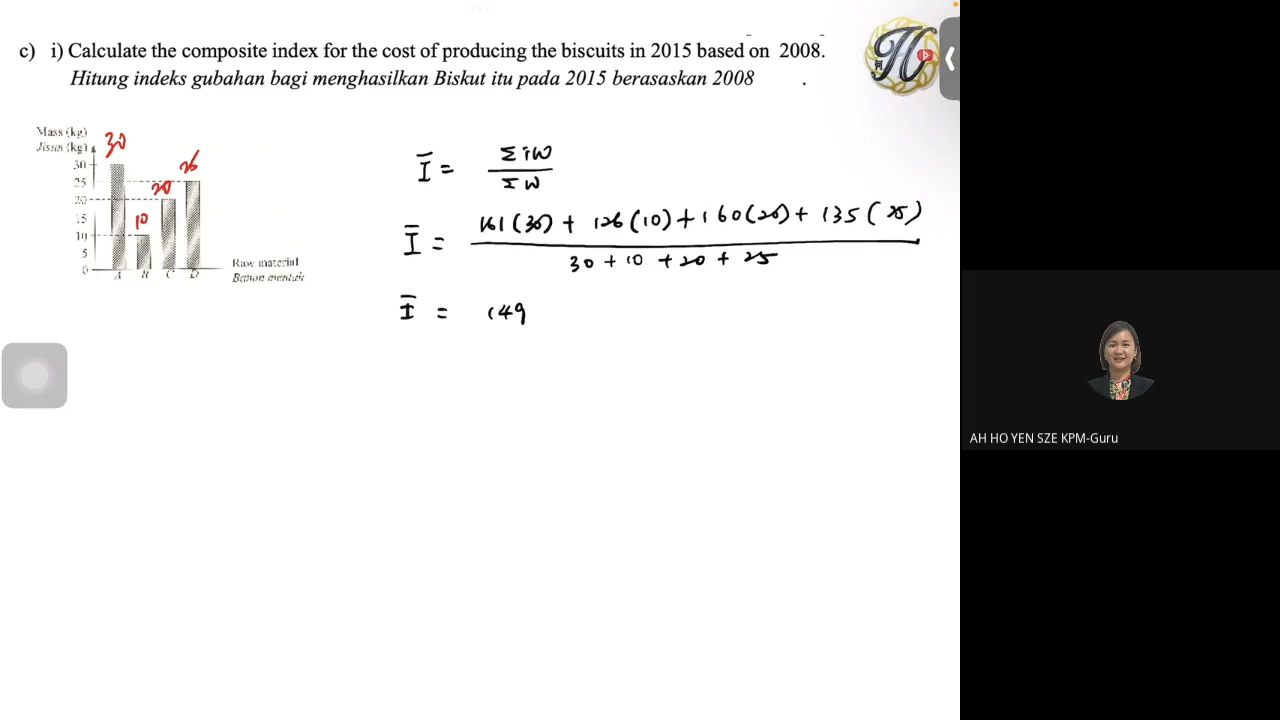 c) i) Calculate the composite index for the cost of producing the biscuits in 2015 based on 2008.
Hitung indeks gubahan bagi menghasilkan Biskut itu pada 2015 berasaskan 2008 .
Mass (kg)
Jisim (kg)
30
25
20
15
10
5
0
30
10
20
25
A B C D
Raw material
Bahan mentah
Ī = ΣIW / ΣW
Ī = 161(30) + 126(10) + 160(20) + 135(25)
30 + 10 + 20 + 25
Ī = 149
AH HO YEN SZE KPM-Guru